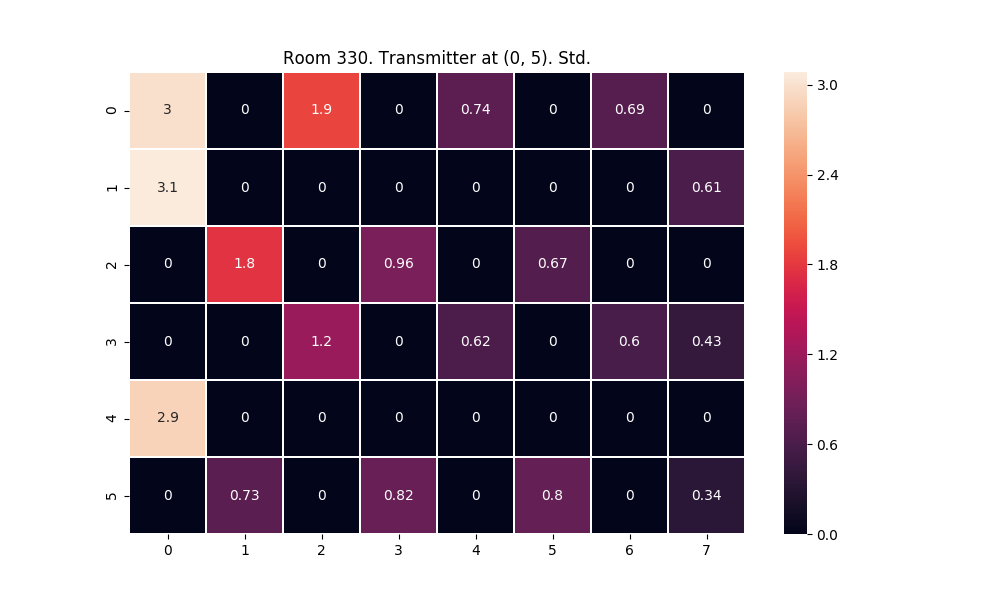 Room 330. Transmitter at (0, 5). Std.
0 3 0 1.9 0 0.74 0 0.69 0
1 3.1 0 0 0 0 0 0 0.61
2 0 1.8 0 0.96 0 0.67 0 0
3 0 0 1.2 0 0.62 0 0.6 0.43
4 2.9 0 0 0 0 0 0 0
5 0 0.73 0 0.82 0 0.8 0 0.34
0 1 2 3 4 5 6 7
3.0
2.4
1.8
1.2
0.6
0.0